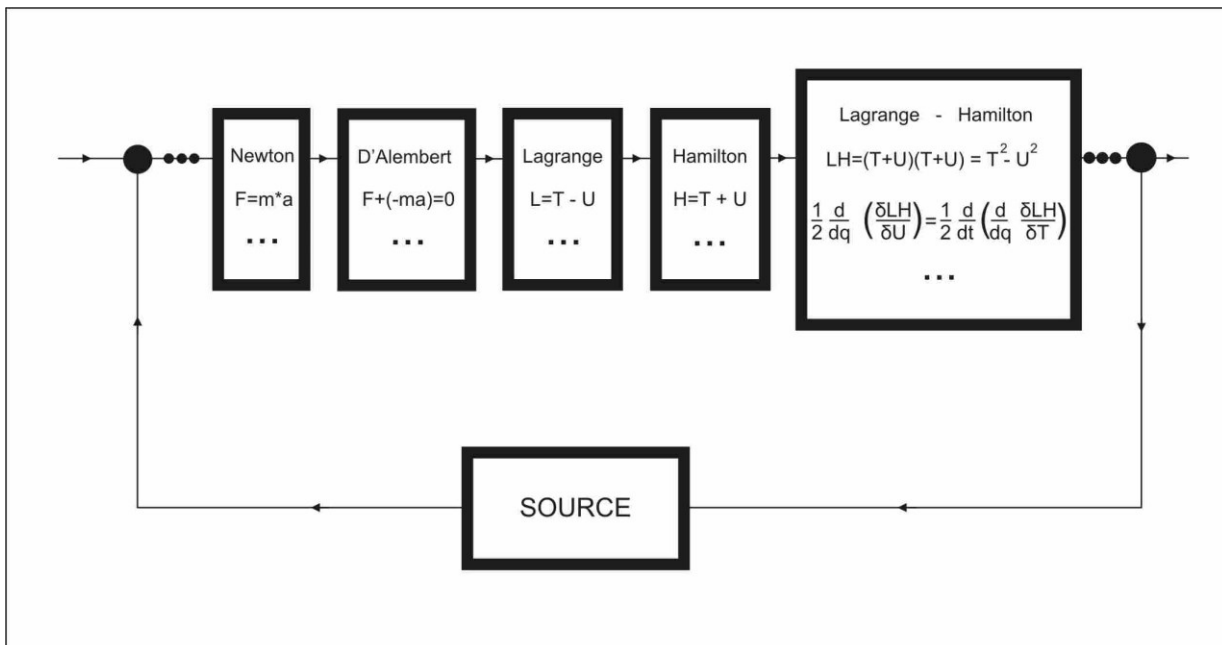 Newton
F=m*a
...
D'Alembert
F+(-ma)=0
...
Lagrange
L=T - U
...
Hamilton
H=T + U
...
Lagrange - Hamilton
LH=(T+U)(T+U) = T² - U²
1/2 d/dq (δLH/δU) = 1/2 d/dt (d/dq δLH/δT)
...
SOURCE